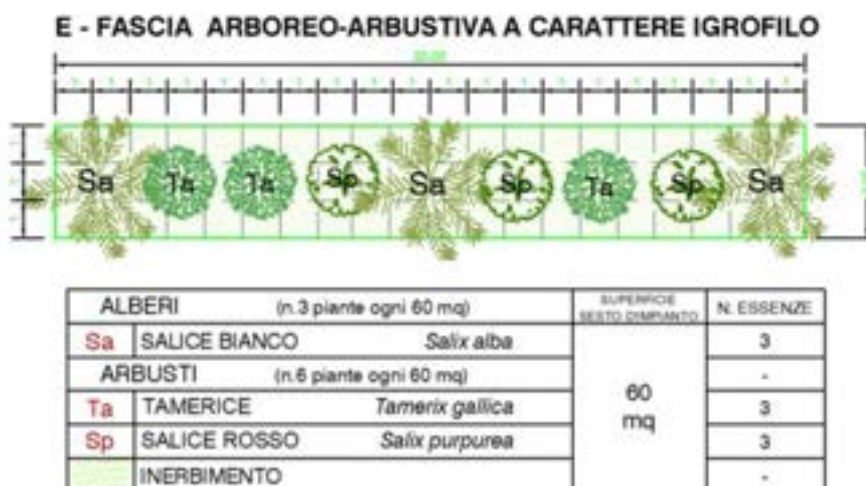 E - FASCIA ARBOREO-ARBUSTIVA A CARATTERE IGROFILO
Sa Ta Ta Sp Sa Sp Ta Sp Sa
ALBERI (n.3 piante ogni 60 mq) SUPERFICIE SESTO D'IMPIANTO N. ESSENZE
Sa SALICE BIANCO Salix alba 3
ARBUSTI (n.6 piante ogni 60 mq) -
60 mq
Ta TAMERICE Tamerix gallica 3
Sp SALICE ROSSO Salix purpurea 3
INERBIMENTO -